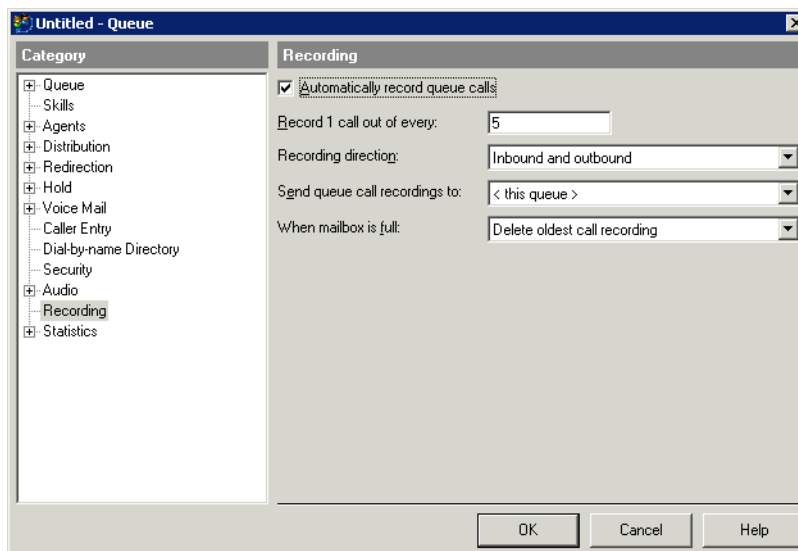 Untitled - Queue
Category
Recording
Queue
Skills
Agents
Distribution
Redirection
Hold
Voice Mail
Caller Entry
Dial-by-name Directory
Security
Audio
Recording
Statistics
Automatically record queue calls
Record 1 call out of every: 5
Recording direction: Inbound and outbound
Send queue call recordings to: < this queue >
When mailbox is full: Delete oldest call recording
OK Cancel Help